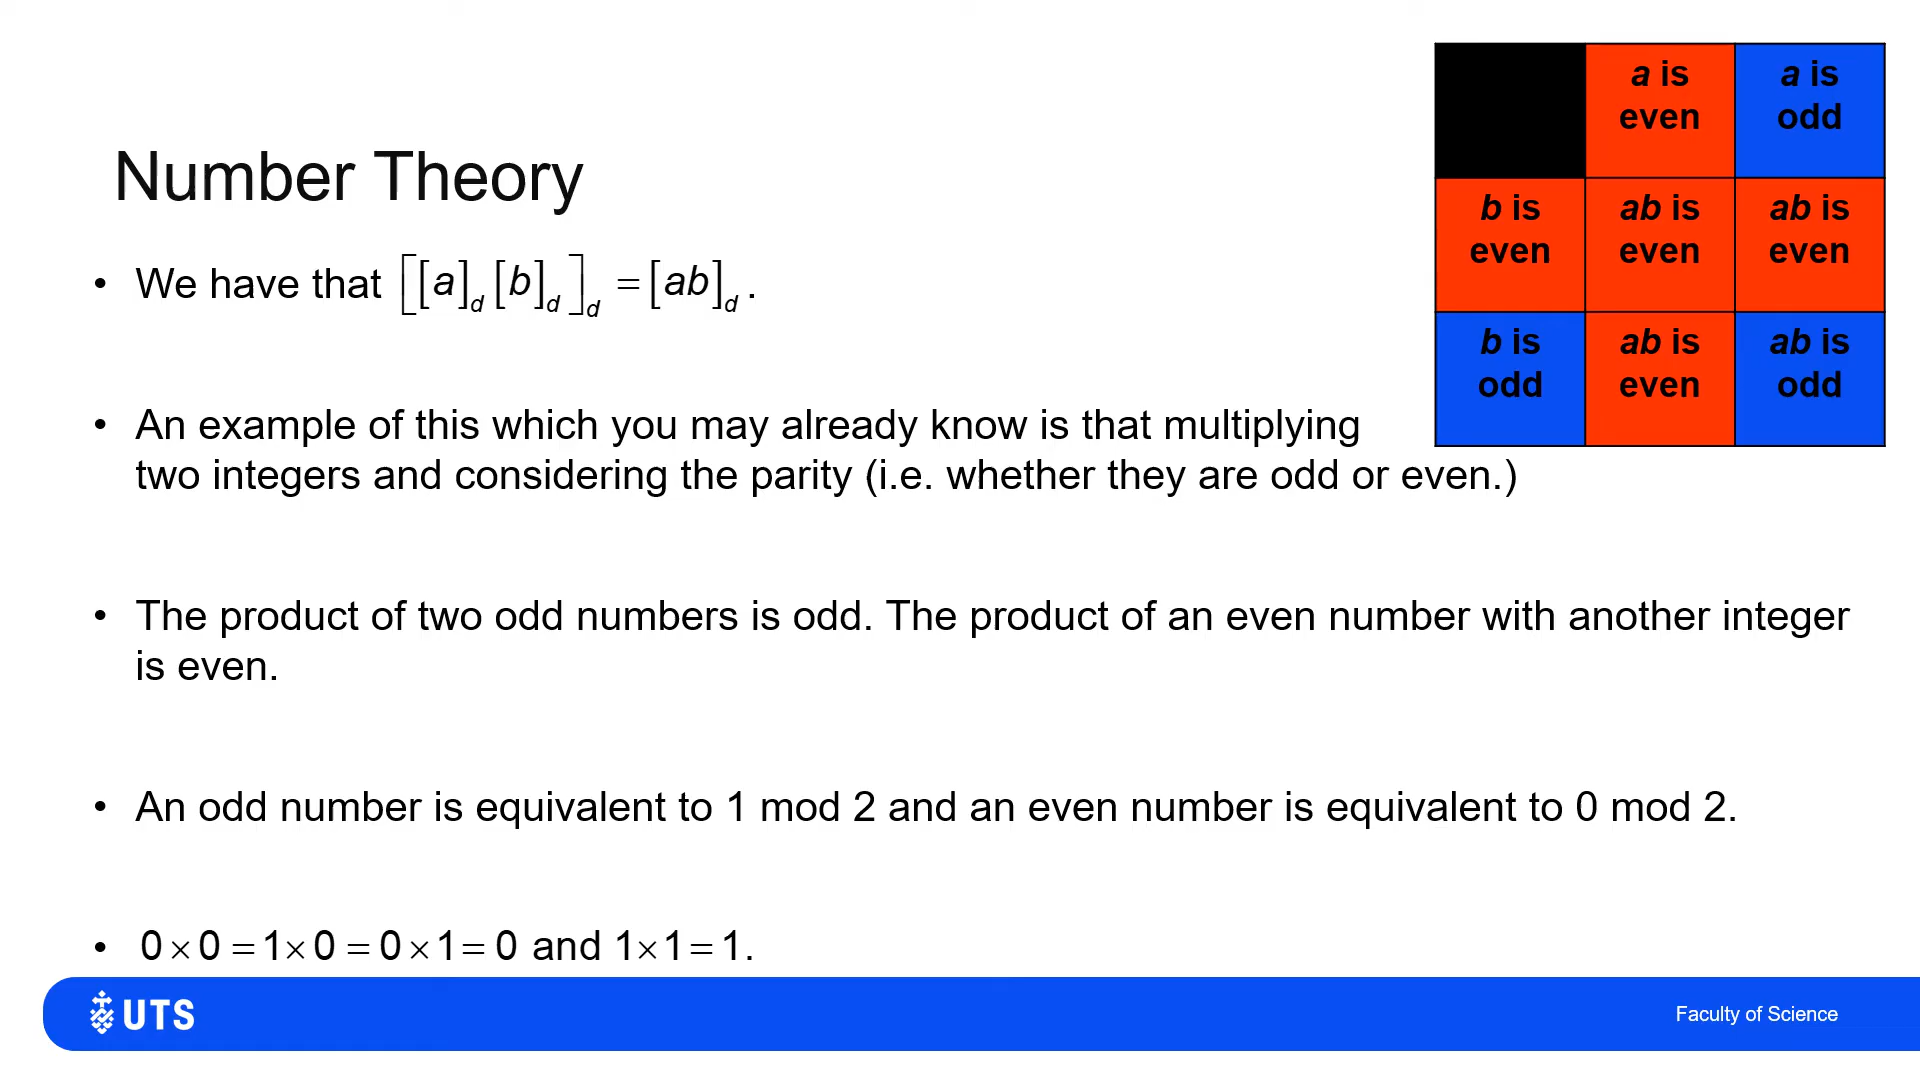 Number Theory
• We have that [[a]_d [b]_d]_d = [ab]_d .
• An example of this which you may already know is that multiplying
two integers and considering the parity (i.e. whether they are odd or even.)
• The product of two odd numbers is odd. The product of an even number with another integer
is even.
• An odd number is equivalent to 1 mod 2 and an even number is equivalent to 0 mod 2.
• 0×0=1×0=0×1=0 and 1×1=1.
a is
even
a is
odd
b is
even
ab is
even
ab is
even
b is
odd
ab is
even
ab is
odd
UTS
Faculty of Science